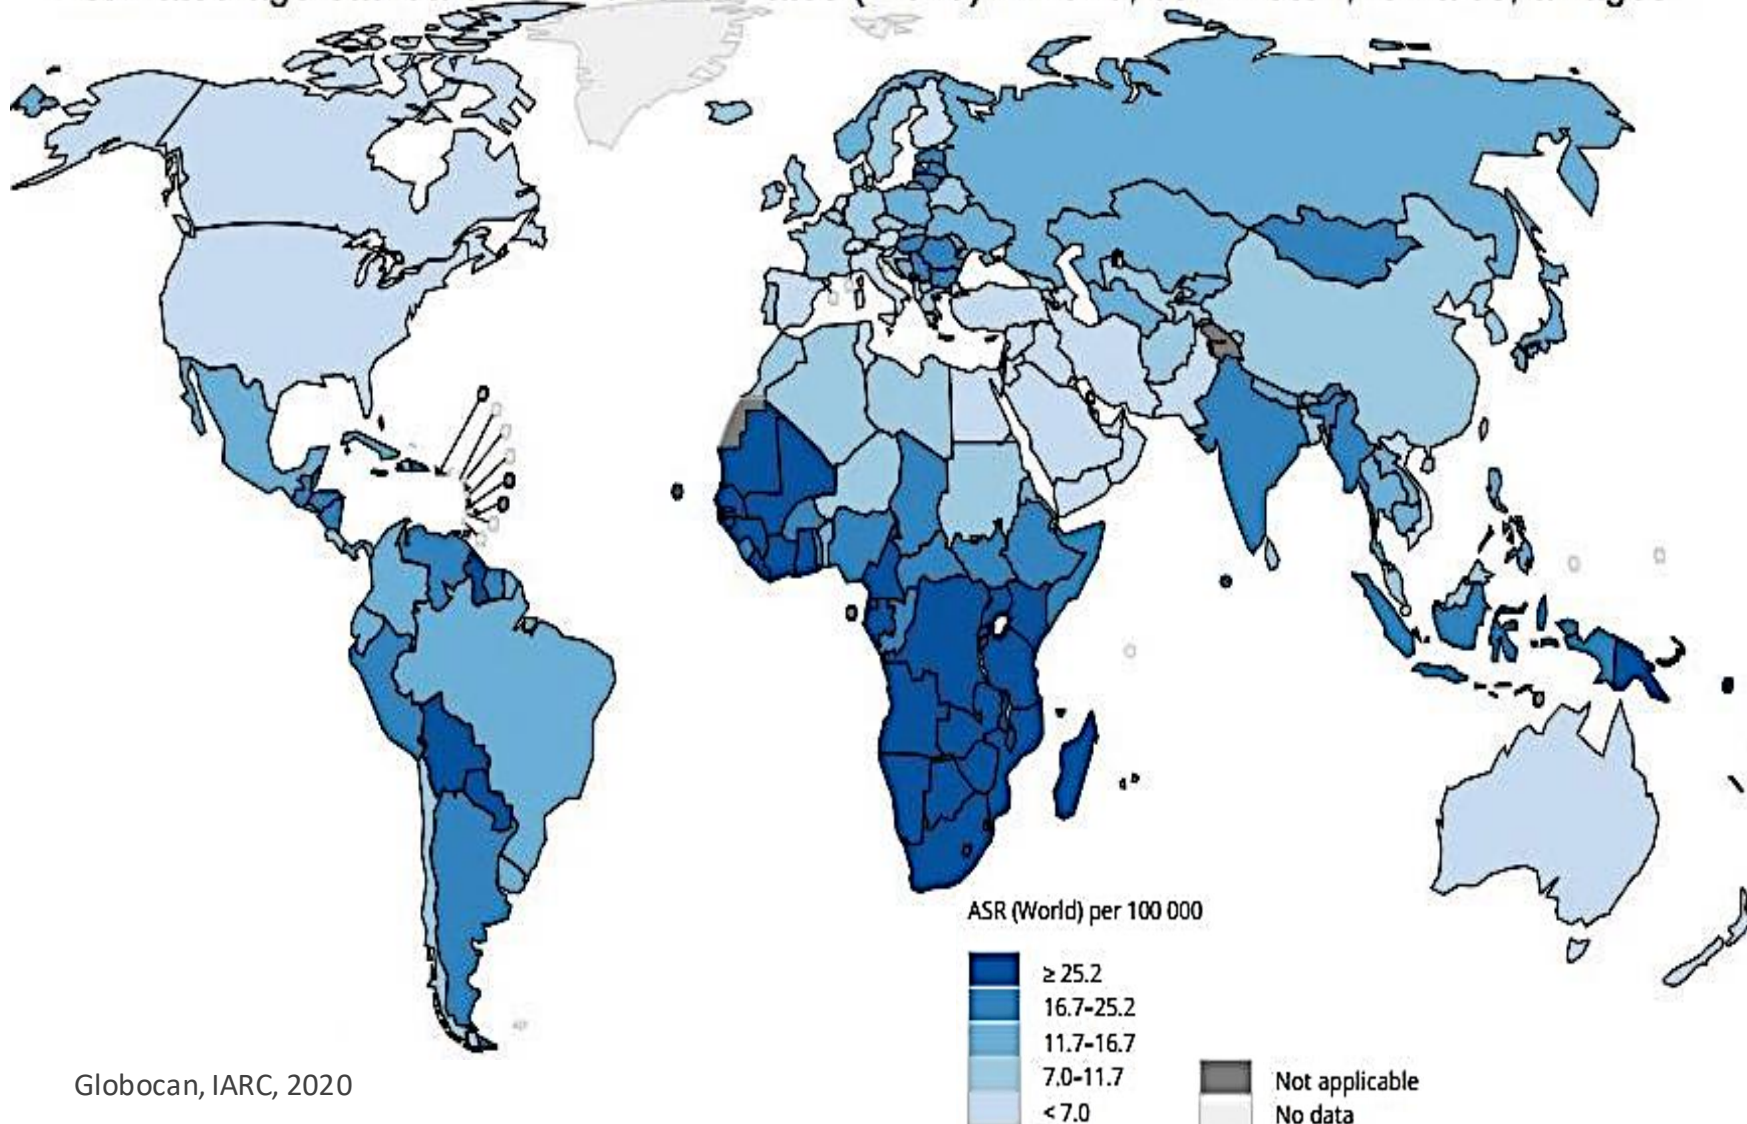 ASR (World) per 100 000
≥ 25.2
16.7–25.2
11.7–16.7
7.0–11.7
< 7.0
Not applicable
No data
Globocan, IARC, 2020